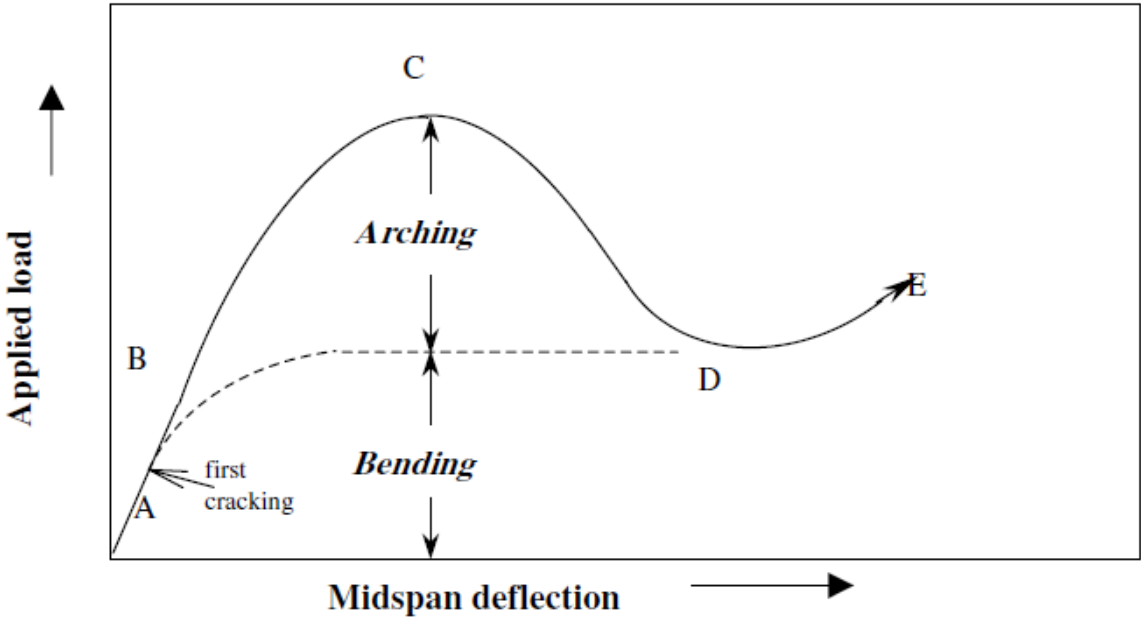 C
Arching
E
B
D
Bending
first
cracking
A
Applied load
Midspan deflection